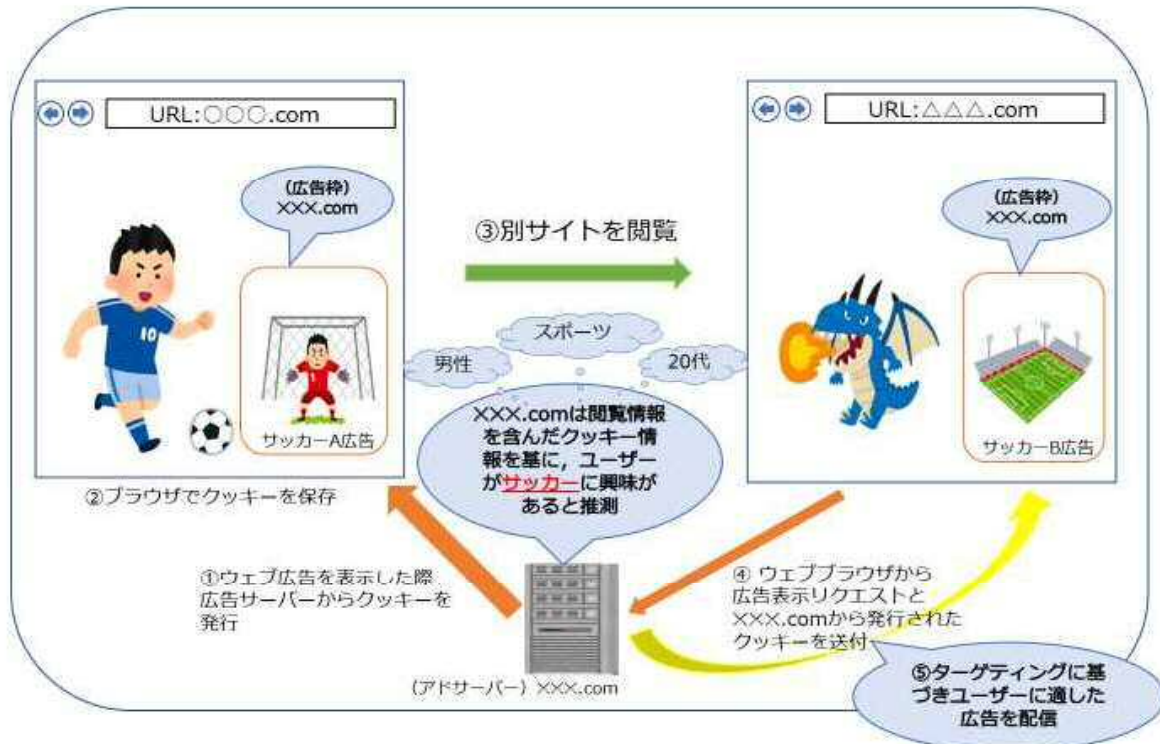 URL:○○○.com
(広告枠)
×××.com
10
サッカーA広告
②ブラウザでクッキーを保存
③別サイトを閲覧
スポーツ
男性
20代
×××.comは閲覧情報
を含んだクッキー情
報を基に，ユーザー
がサッカーに興味が
あると推測
URL:△△△.com
(広告枠)
×××.com
サッカーB広告
①ウェブ広告を表示した際
広告サーバーからクッキーを
発行
(アドサーバー) ×××.com
④ ウェブブラウザから
広告表示リクエストと
×××.comから発行された
クッキーを送付
⑤ターゲティングに基
づきユーザーに適した
広告を配信